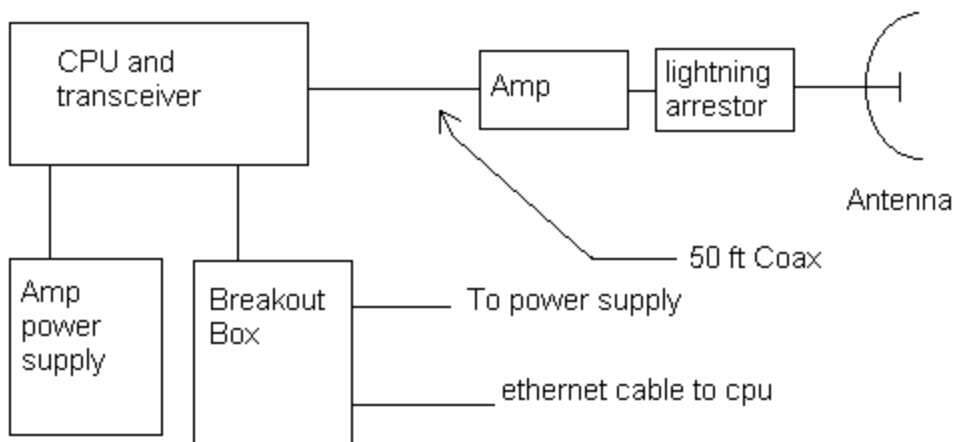 CPU and
transceiver
Amp
lightning
arrestor
Antenna
50 ft Coax
Amp
power
supply
Breakout
Box
To power supply
ethernet cable to cpu